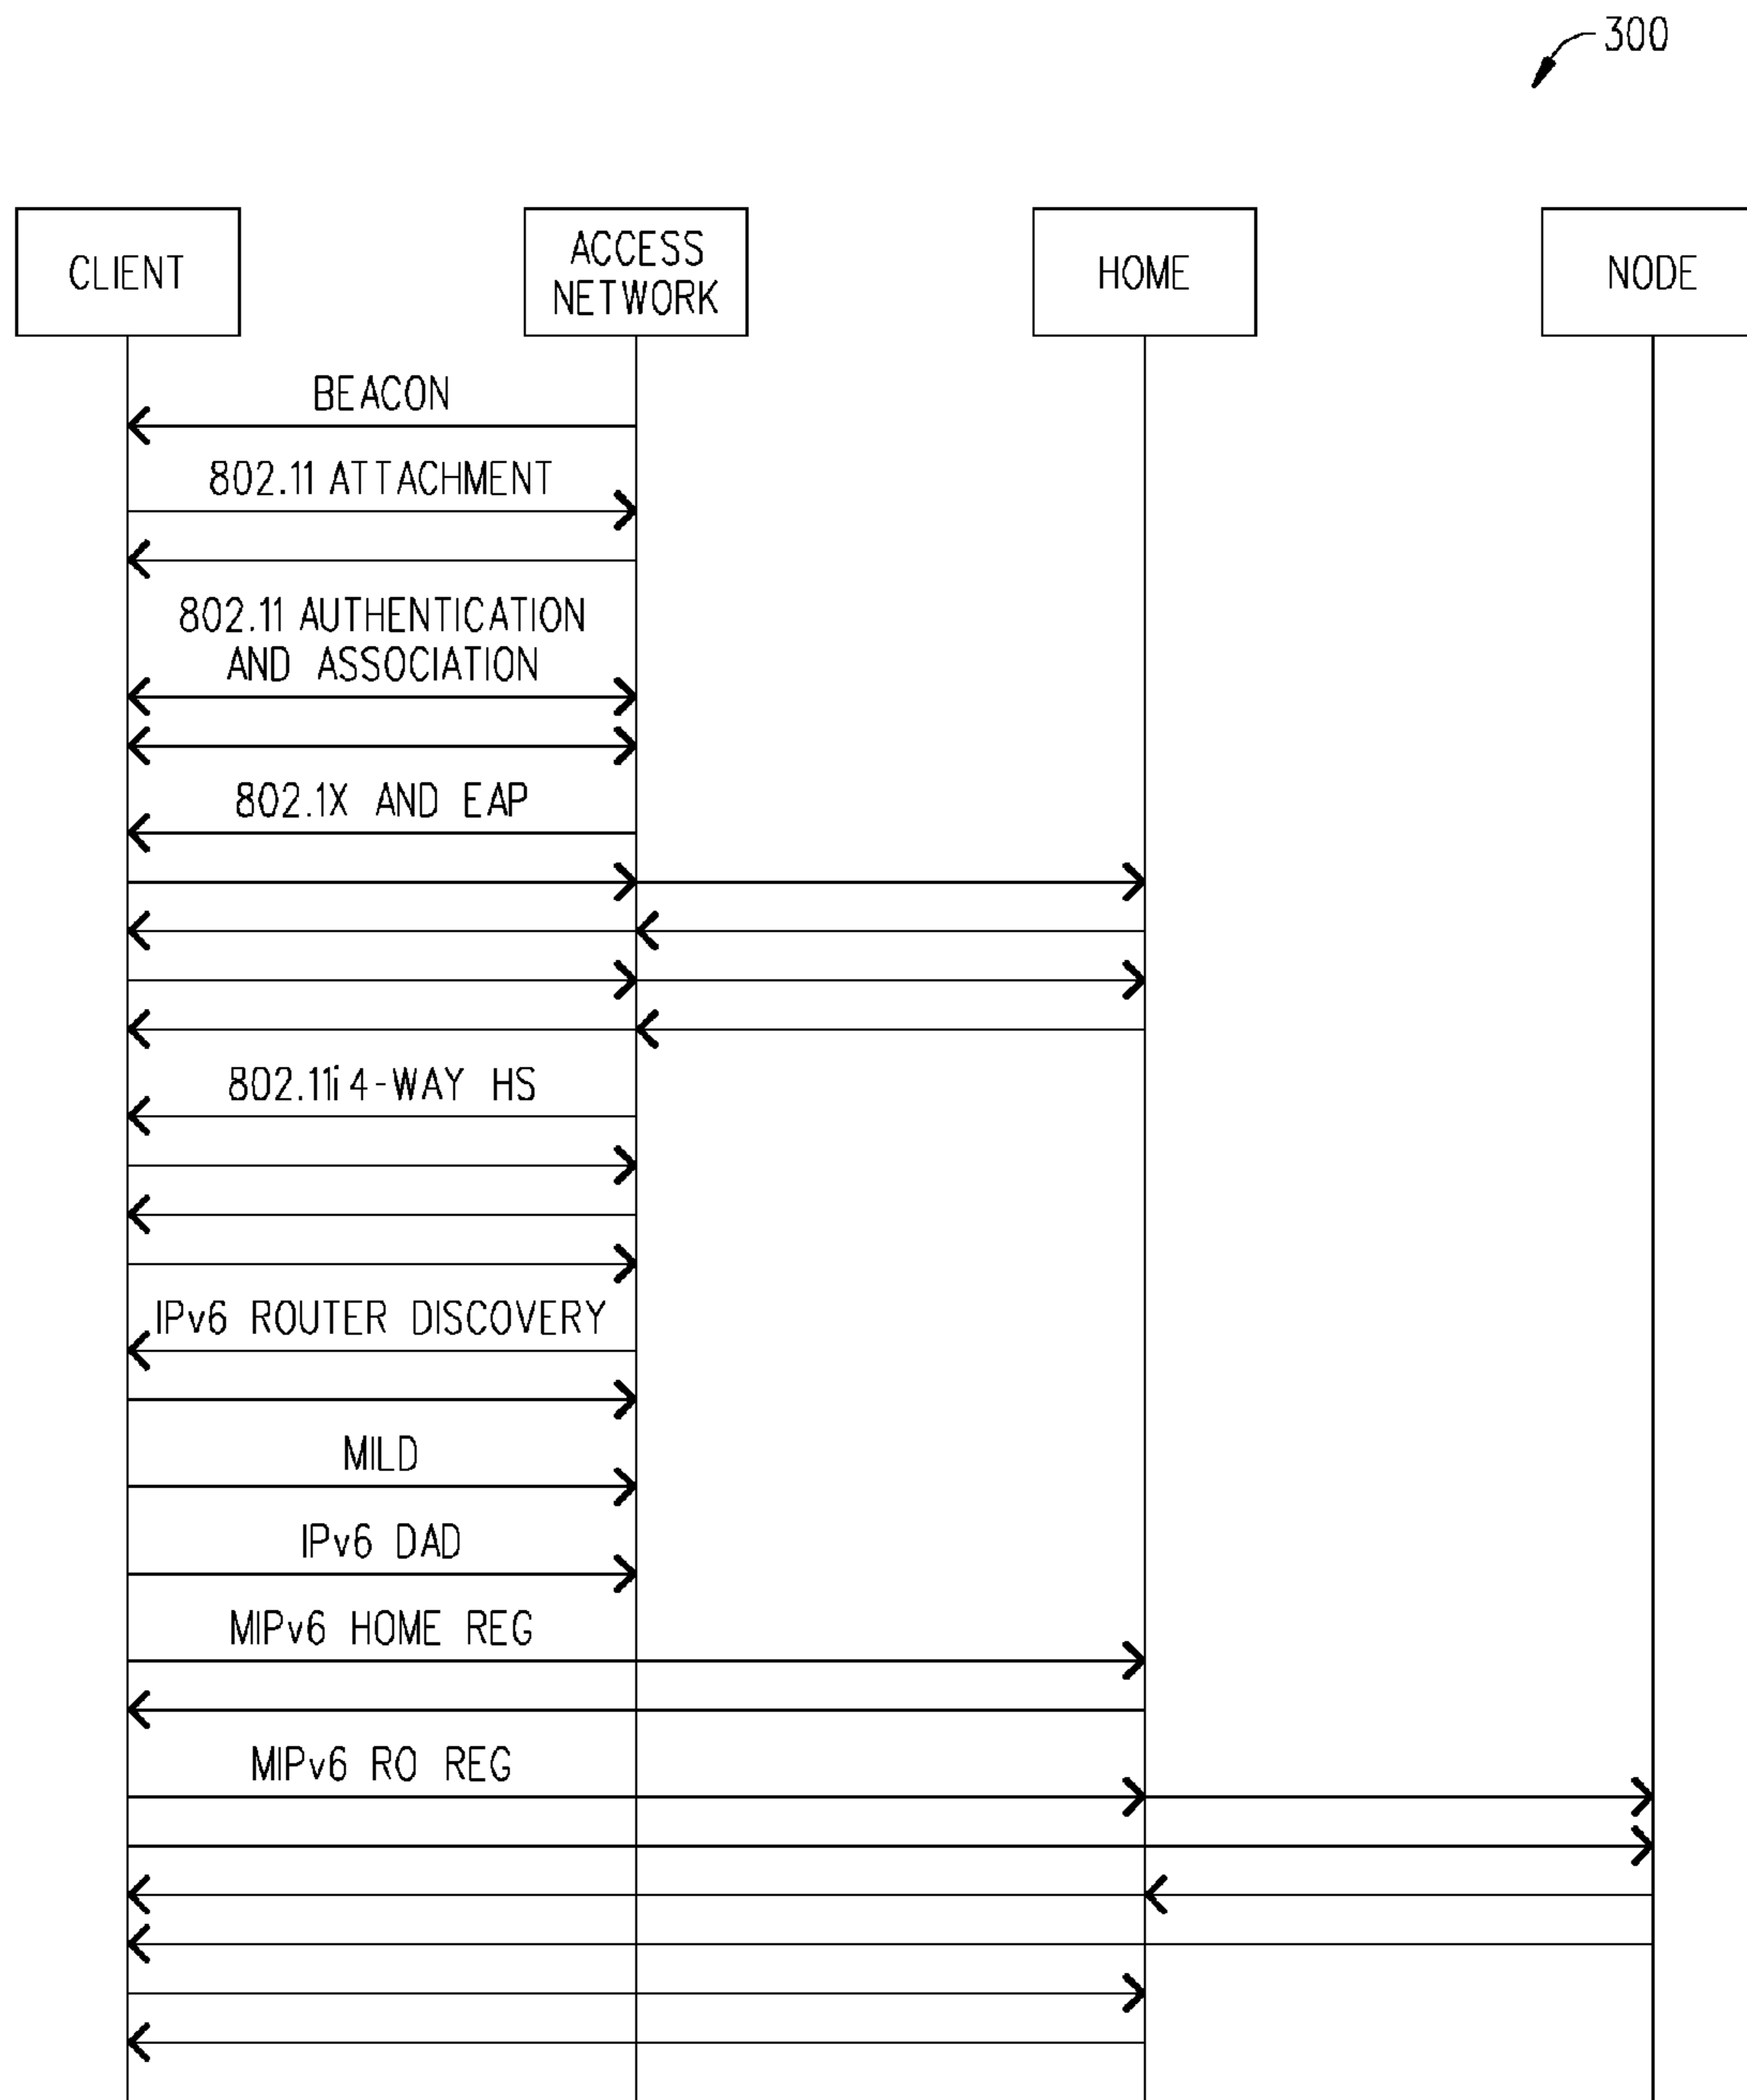 300
CLIENT
ACCESS
NETWORK
HOME
NODE
BEACON
802.11 ATTACHMENT
802.11 AUTHENTICATION
AND ASSOCIATION
802.1X AND EAP
802.11i 4-WAY HS
IPv6 ROUTER DISCOVERY
MILD
IPv6 DAD
MIPv6 HOME REG
MIPv6 RO REG